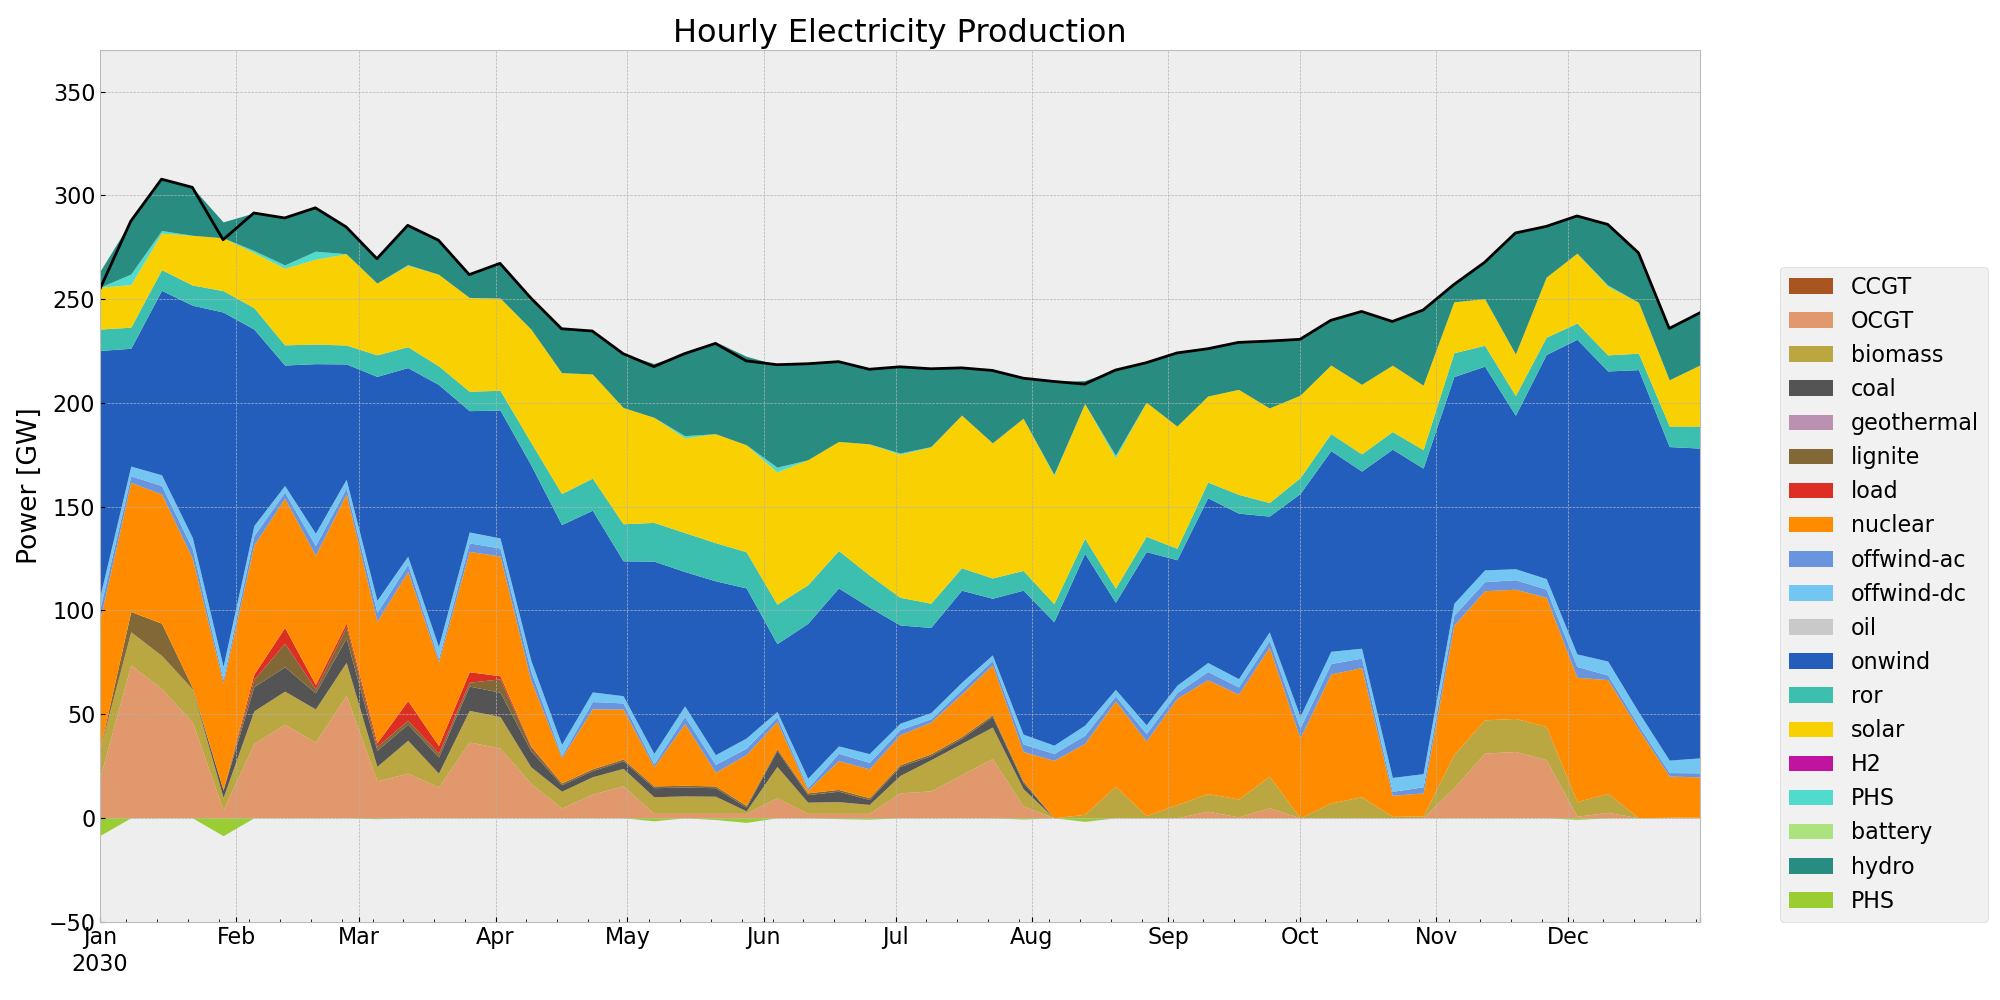 Hourly Electricity Production
Power [GW]
350
300
250
200
150
100
50
0
−50
Jan
2030
Feb
Mar
Apr
May
Jun
Jul
Aug
Sep
Oct
Nov
Dec
CCGT
OCGT
biomass
coal
geothermal
lignite
load
nuclear
offwind-ac
offwind-dc
oil
onwind
ror
solar
H2
PHS
battery
hydro
PHS